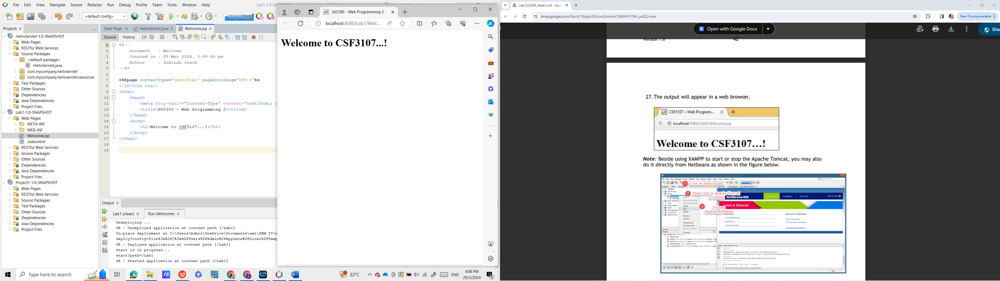 File Edit View Navigate Source Refactor Run Debug Profile Team Tools Window Help
<default config>
1024/1228MB
Projects
HelloServlet-1.0-SNAPSHOT
Web Pages
RESTful Web Services
Source Packages
<default package>
HelloServlet.java
com.mycompany.helloservlet
com.mycompany.helloservlet.resources
Test Packages
Other Sources
Dependencies
Java Dependencies
Project Files
Lab1-1.0-SNAPSHOT
Web Pages
META-INF
WEB-INF
Welcome.jsp
index.html
RESTful Web Services
Source Packages
Other Sources
Dependencies
Java Dependencies
Project Files
Project1-1.0-SNAPSHOT
Web Pages
RESTful Web Services
Source Packages
Test Packages
Other Sources
Dependencies
Java Dependencies
Project Files
Start Page HelloServlet.java Welcome.jsp
Source History
<%--
2 Document : Welcome
3 Created on : 29 Mar 2024, 3:49:40 pm
4 Author : Sakinah Jusoh
5 --%>
6
7 <%@page contentType="text/html" pageEncoding="UTF-8"%>
8 <!DOCTYPE html>
9 <html>
10 <head>
11 <meta http-equiv="Content-Type" content="text/html; c
12 <title>S65380 - Web Programming 2</title>
13 </head>
14 <body>
15 <h1>Welcome to CSF3107...!</h1>
16 </body>
17 </html>
18
19
Output
Lab1 (clean) Run (Welcome)
Undeploying ...
OK - Undeployed application at context path [/Lab1]
In-place deployment at C:\Users\Admin\OneDrive\Documents\umt\SEM IV\w
deploy?config=file%3A%2FC%3A%2FUsers%2FAdmin%2FAppData%2FLocal%2FTemp
OK - Deployed application at context path [/Lab1]
Start is in progress...
start?path=/Lab1
OK - Started application at context path [/Lab1]
S65380 - Web Programming 2
localhost:8080/Lab1/Welc...
Welcome to CSF3107...!
Type here to search
32°C
ENG
4:06 PM
29/3/2024
LabCSA3209_Week1.pdf - Goo
drive.google.com/file/d/1NxghUEVcnnL0mbms7d8iNH119Ih_ydQ3/view
New Chrome available
Open with Google Docs
Sha
Version 1.6 42
27. The output will appear in a web browser.
CSF3107 – Web Program...
localhost:8084/Lab6/Welcome.jsp
Welcome to CSF3107...!
Note: Beside using XAMPP to start or stop the Apache Tomcat, you may also
do it directly from Netbeans as shown in the figure below.
1 Click on Services tab
2 Right click on Apache Tomcat
or TomEE
3 Choose
Start/Stop/Restart
NetBeans IDE
Learn & Discover
Demos & Tutorials